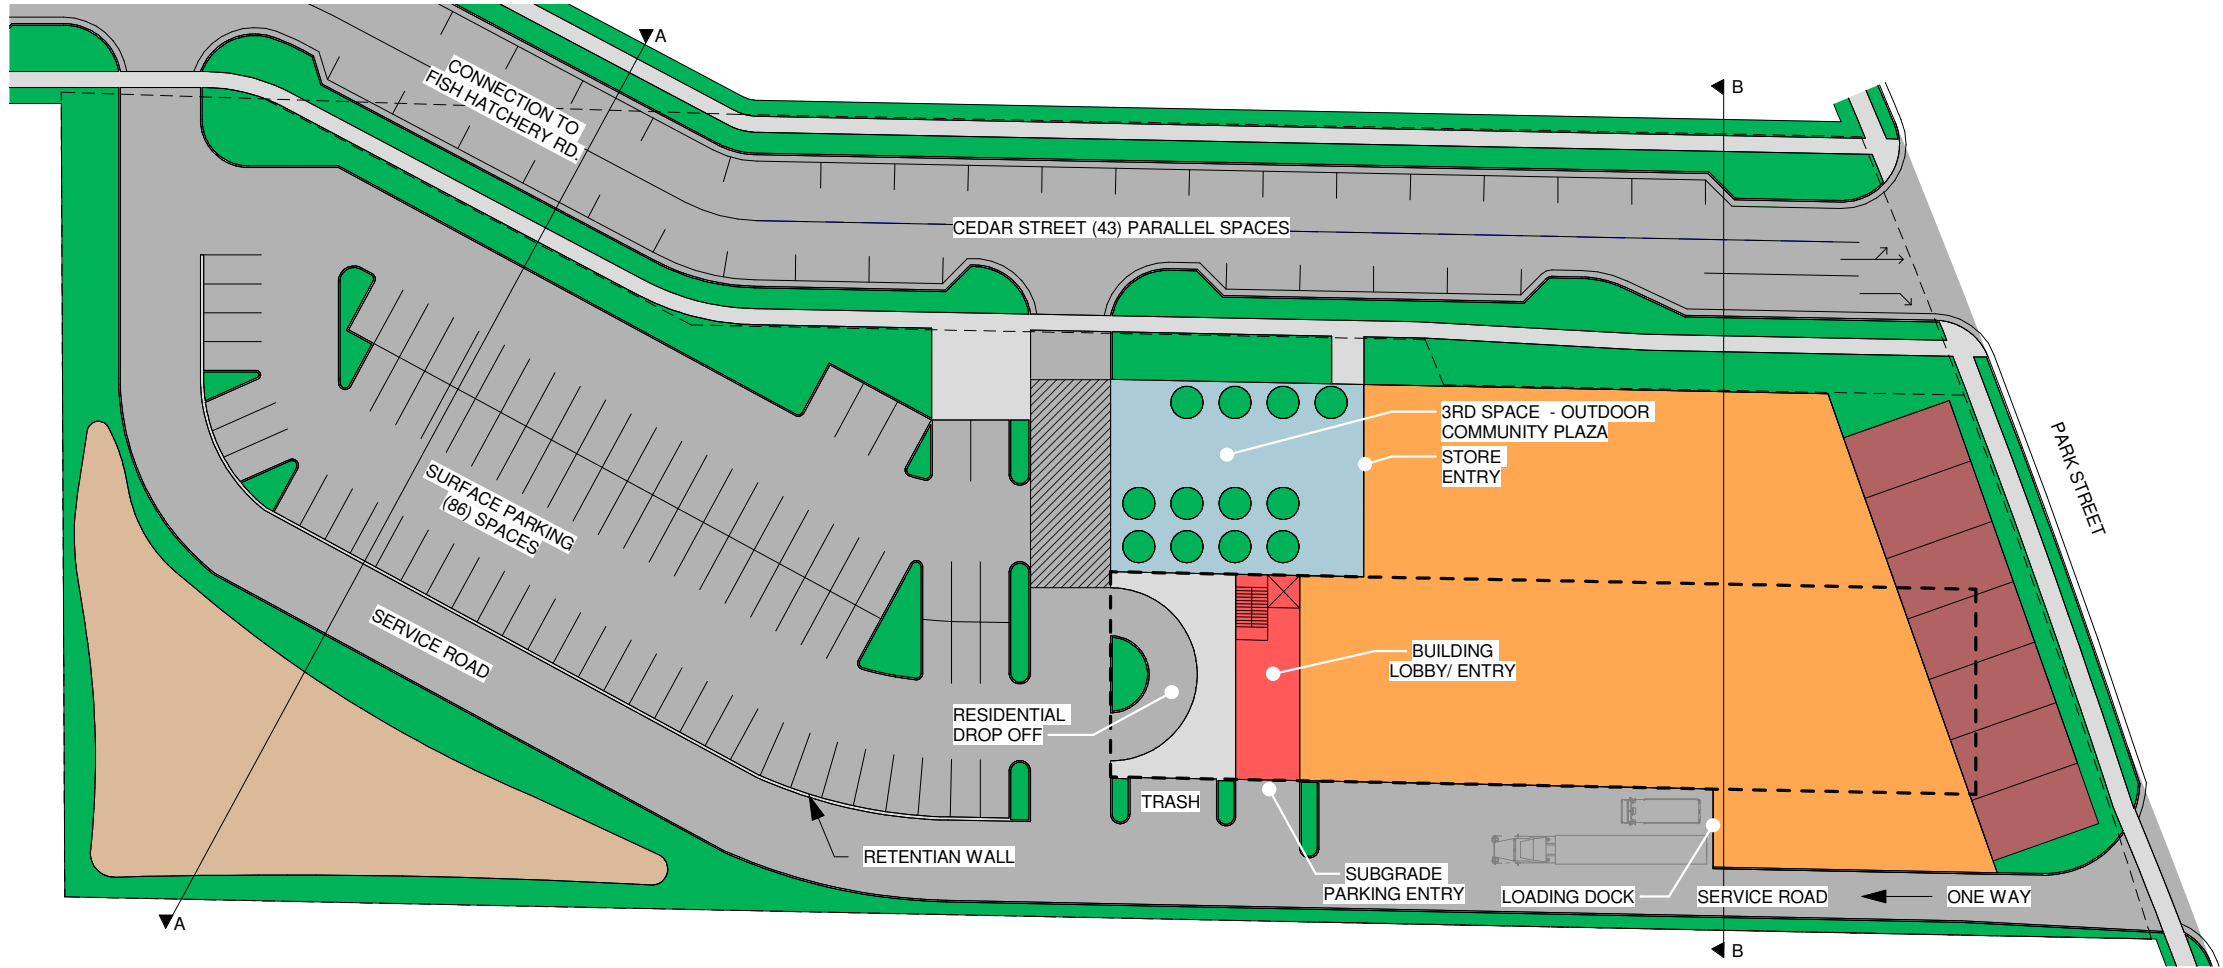 A
CONNECTION TO
FISH HATCHERY RD.
B
CEDAR STREET (43) PARALLEL SPACES
3RD SPACE - OUTDOOR
COMMUNITY PLAZA
STORE
ENTRY
PARK STREET
SURFACE PARKING
(86) SPACES
SERVICE ROAD
BUILDING
LOBBY/ ENTRY
RESIDENTIAL
DROP OFF
TRASH
RETENTIAN WALL
SUBGRADE
PARKING ENTRY
LOADING DOCK
SERVICE ROAD
ONE WAY
A
B